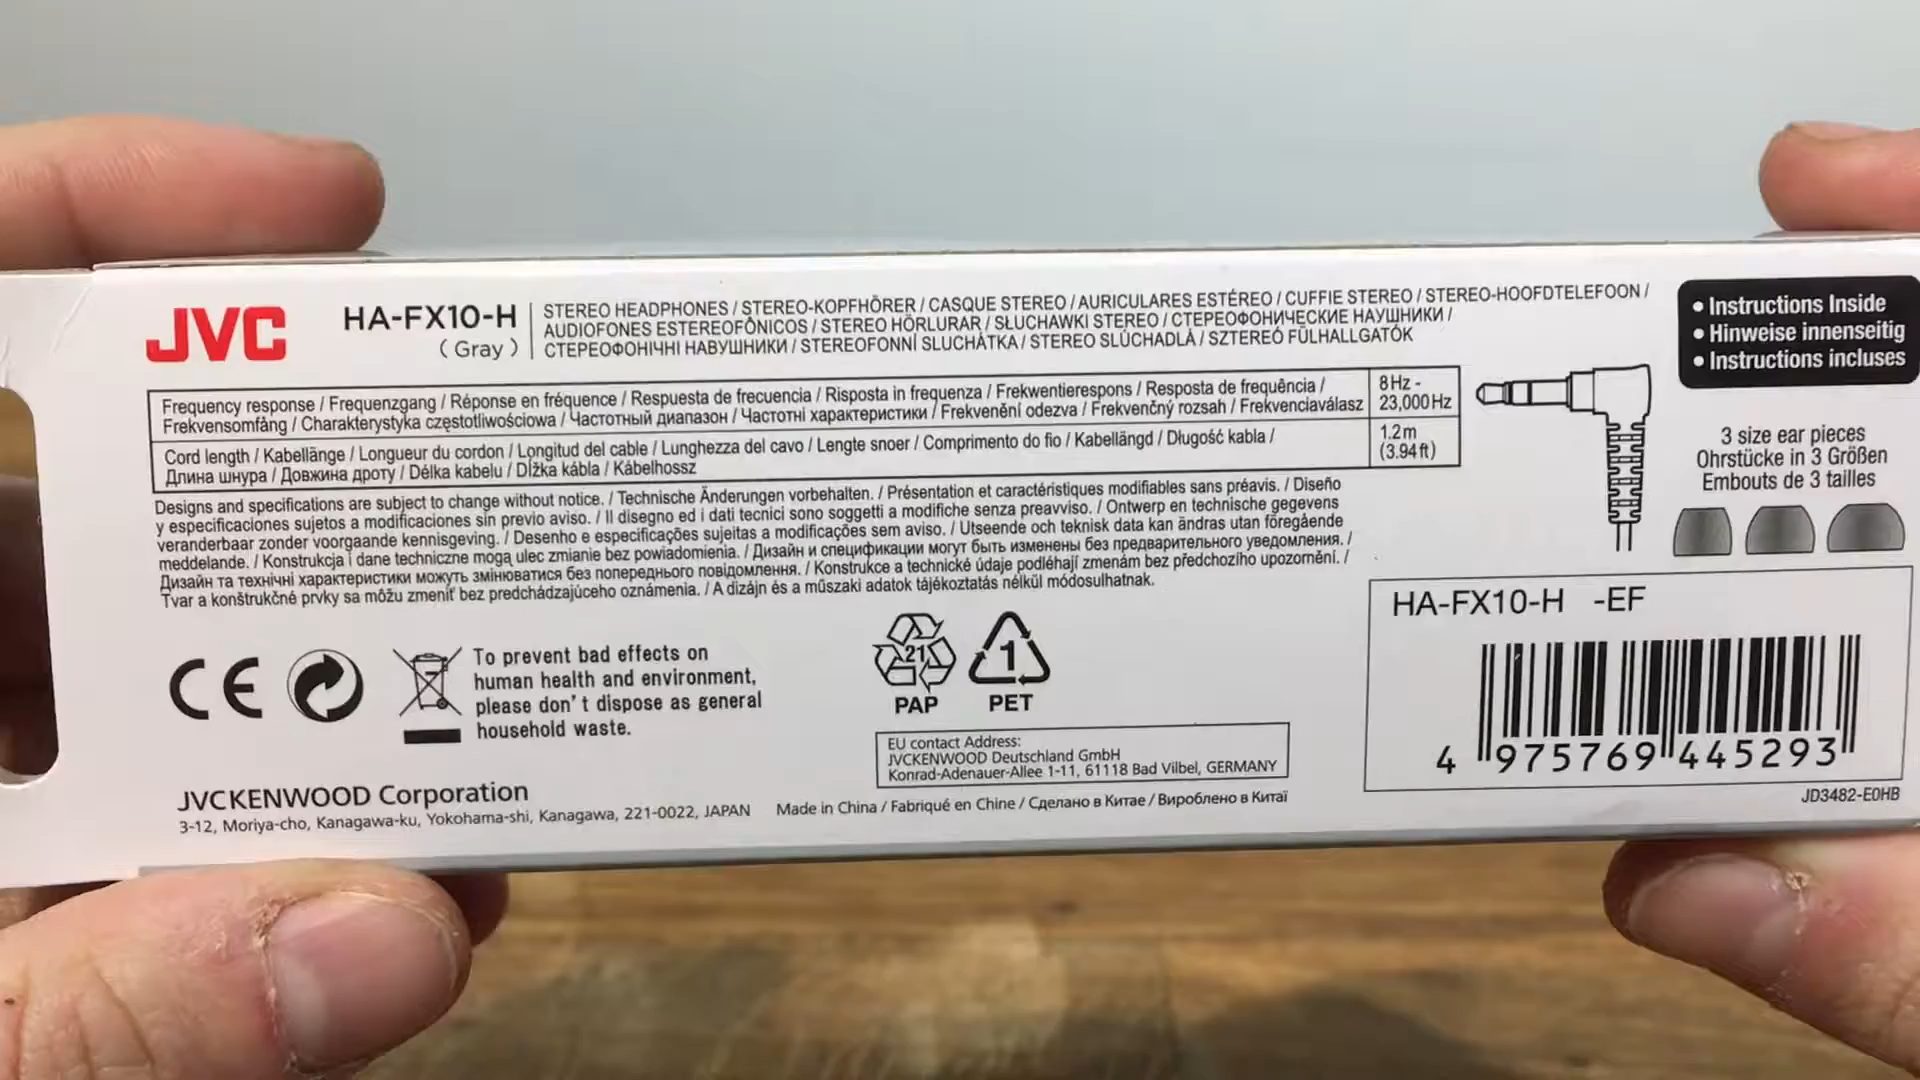 JVC
HA-FX10-H
( Gray )
STEREO HEADPHONES / STEREO-KOPFHÖRER / CASQUE STEREO / AURICULARES ESTÉREO / CUFFIE STEREO / STEREO-HOOFDTELEFOON /
AUDIOFONES ESTEREOFÔNICOS / STEREO HÖRLURAR / SŁUCHAWKI STEREO / СТЕРЕОФОНИЧЕСКИЕ НАУШНИКИ /
СТЕРЕОФОНІЧНІ НАВУШНИКИ / STEREOFONNÍ SLUCHÁTKA / STEREO SLÚCHADLÁ / SZTEREÓ FÜLHALLGATÓK
• Instructions Inside
• Hinweise innenseitig
• Instructions incluses
Frequency response / Frequenzgang / Réponse en fréquence / Respuesta de frecuencia / Risposta in frequenza / Frekwentierespons / Resposta de frequência /
Frekvensomfång / Charakterystyka częstotliwościowa / Частотный диапазон / Частотні характеристики / Frekvenění odezva / Frekvenčný rozsah / Frekvenciaválasz
8 Hz -
23,000 Hz
Cord length / Kabellänge / Longueur du cordon / Longitud del cable / Lunghezza del cavo / Lengte snoer / Comprimento do fio / Kabellängd / Długość kabla /
Длина шнура / Довжина дроту / Délka kabelu / Dĺžka kábla / Kábelhossz
1.2 m
(3.94 ft)
3 size ear pieces
Ohrstücke in 3 Größen
Embouts de 3 tailles
Designs and specifications are subject to change without notice. / Technische Änderungen vorbehalten. / Présentation et caractéristiques modifiables sans préavis. / Diseño
y especificaciones sujetos a modificaciones sin previo aviso. / Il disegno ed i dati tecnici sono soggetti a modifiche senza preavviso. / Ontwerp en technische gegevens
veranderbaar zonder voorgaande kennisgeving. / Desenho e especificações sujeitas a modificações sem aviso. / Utseende och teknisk data kan ändras utan föregående
meddelande. / Konstrukcja i dane techniczne mogą ulec zmianie bez powiadomienia. / Дизайн и спецификации могут быть изменены без предварительного уведомления. /
Дизайн та технічні характеристики можуть змінюватися без попереднього повідомлення. / Konstrukce a technické údaje podléhají zmenám bez předchozího upozornění. /
Tvar a konštrukčné prvky sa môžu zmeniť bez predchádzajúceho oznámenia. / A dizájn és a műszaki adatok tájékoztatás nélkül módosulhatnak.
CE
To prevent bad effects on
human health and environment,
please don't dispose as general
household waste.
21
PAP
1
PET
EU contact Address:
JVCKENWOOD Deutschland GmbH
Konrad-Adenauer-Allee 1-11, 61118 Bad Vilbel, GERMANY
HA-FX10-H -EF
4 975769 445293
JD3482-E0HB
JVCKENWOOD Corporation
3-12, Moriya-cho, Kanagawa-ku, Yokohama-shi, Kanagawa, 221-0022, JAPAN
Made in China / Fabriqué en Chine / Сделано в Китае / Вироблено в Китаї